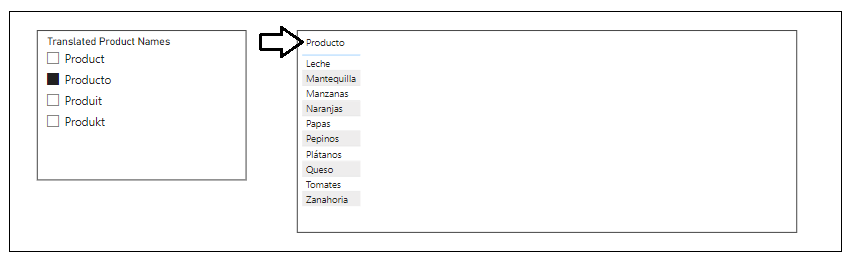 Translated Product Names
Product
Producto
Produit
Produkt
Producto
Leche
Mantequilla
Manzanas
Naranjas
Papas
Pepinos
Plátanos
Queso
Tomates
Zanahoria